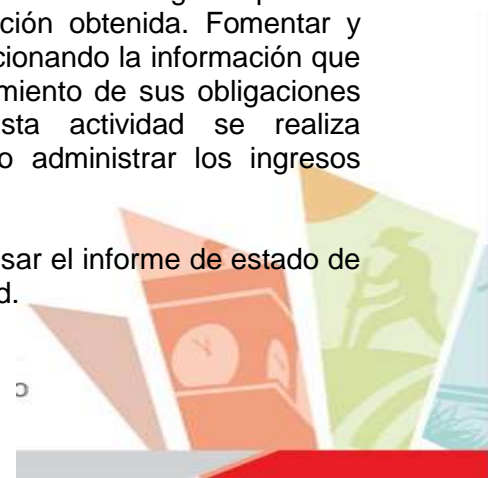 ción obtenida. Fomentar y
cionando la información que
miento de sus obligaciones
sta actividad se realiza
o administrar los ingresos
sar el informe de estado de
d.
o